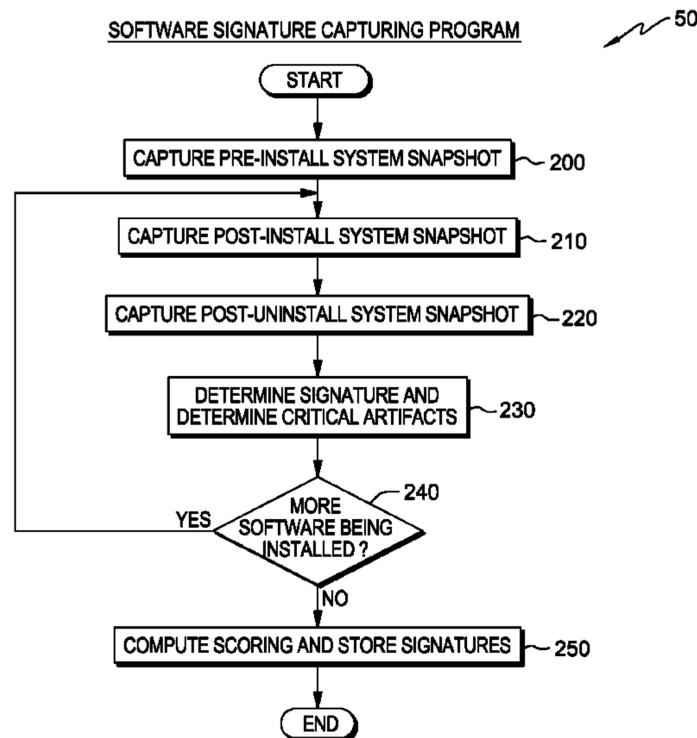 SOFTWARE SIGNATURE CAPTURING PROGRAM
50
START
CAPTURE PRE-INSTALL SYSTEM SNAPSHOT
200
CAPTURE POST-INSTALL SYSTEM SNAPSHOT
210
CAPTURE POST-UNINSTALL SYSTEM SNAPSHOT
220
DETERMINE SIGNATURE AND
DETERMINE CRITICAL ARTIFACTS
230
240
MORE
SOFTWARE BEING
INSTALLED ?
YES
NO
COMPUTE SCORING AND STORE SIGNATURES
250
END